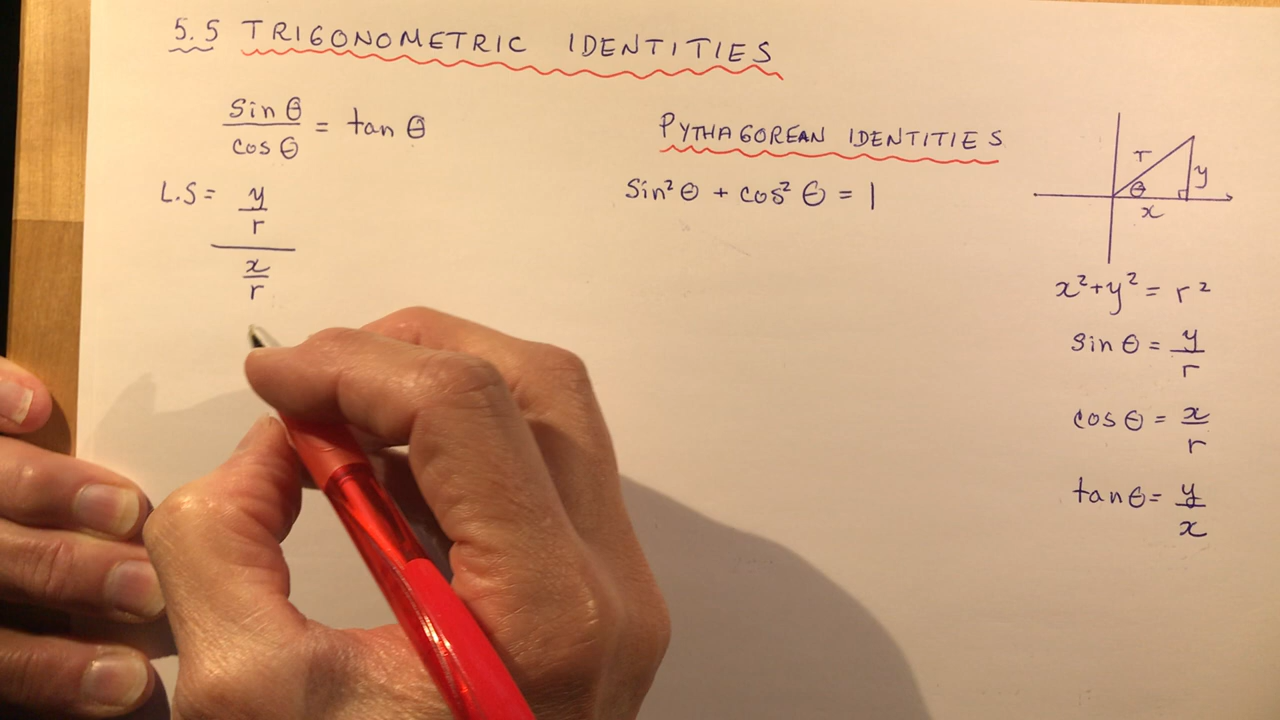 5.5 TRIGONOMETRIC IDENTITIES
sin θ
cos θ
= tan θ
L.S =
y
r
x
r
PYTHAGOREAN IDENTITIES
Sin² θ + cos² θ = 1
r
θ
y
x
x² + y² = r²
sin θ = y
r
cos θ = x
r
tan θ = y
x